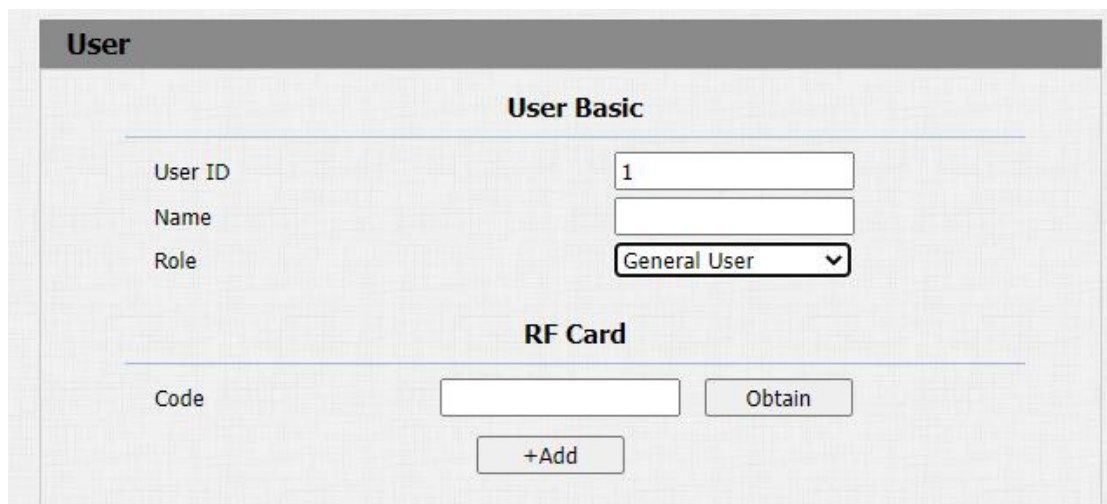 User
User Basic
User ID 1
Name
Role General User
RF Card
Code Obtain
+Add